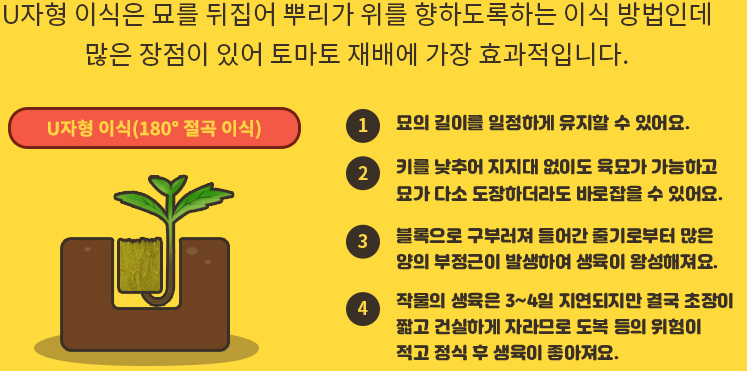 U자형 이식은 묘를 뒤집어 뿌리가 위를 향하도록하는 이식 방법인데
많은 장점이 있어 토마토 재배에 가장 효과적입니다.
U자형 이식(180° 절곡 이식)
1 묘의 길이를 일정하게 유지할 수 있어요.
2 키를 낮추어 지지대 없이도 육묘가 가능하고
묘가 다소 도장하더라도 바로잡을 수 있어요.
3 블록으로 구부러져 들어간 줄기로부터 많은
양의 부정근이 발생하여 생육이 왕성해져요.
4 작물의 생육은 3~4일 지연되지만 결국 초장이
짧고 건실하게 자라므로 도복 등의 위험이
적고 정식 후 생육이 좋아져요.